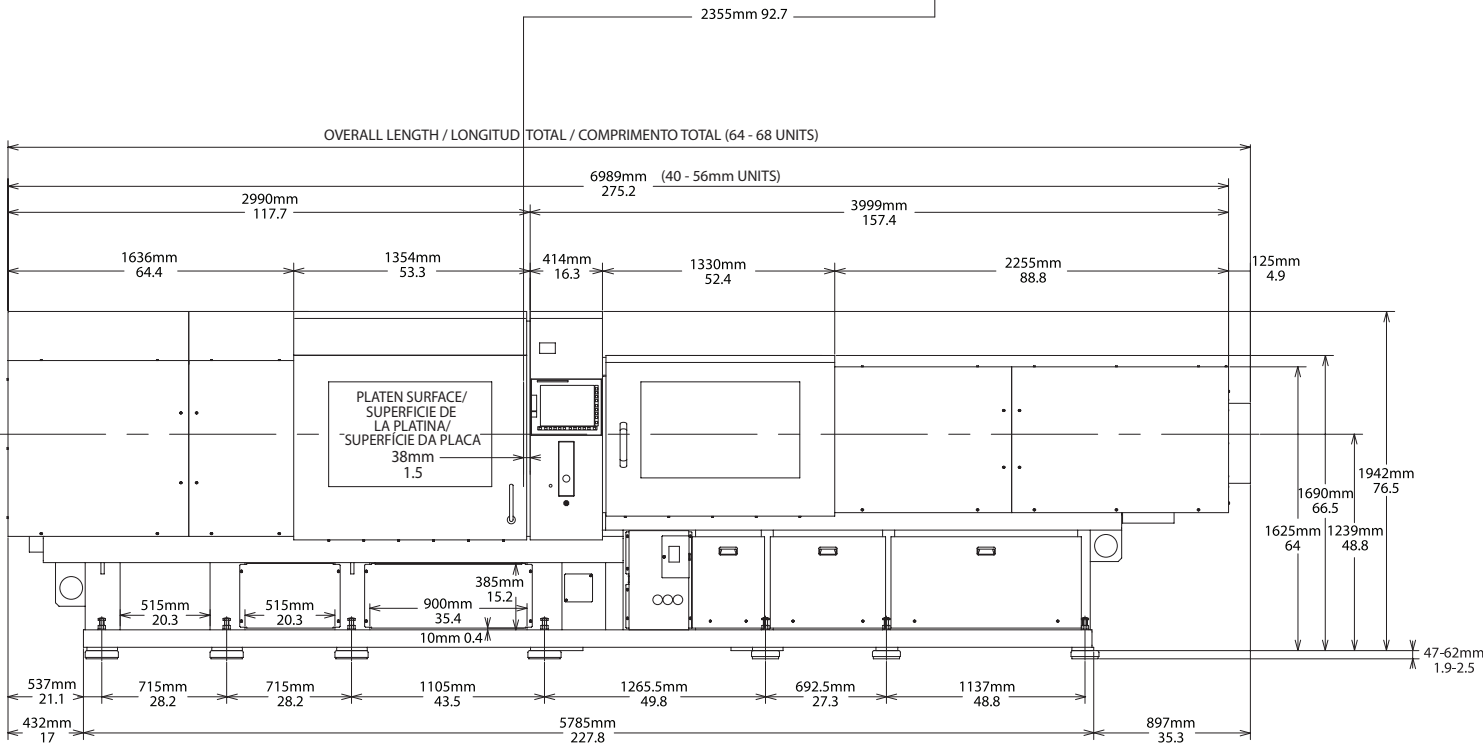 2355mm 92.7
OVERALL LENGTH / LONGITUD TOTAL / COMPRIMENTO TOTAL (64 - 68 UNITS)
6989mm (40 - 56mm UNITS)
275.2
2990mm
117.7
3999mm
157.4
1636mm
64.4
1354mm
53.3
414mm
16.3
1330mm
52.4
2255mm
88.8
125mm
4.9
PLATEN SURFACE/
SUPERFICIE DE
LA PLATINA/
SUPERFÍCIE DA PLACA
38mm
1.5
1942mm
76.5
1690mm
66.5
1625mm
64
1239mm
48.8
385mm
15.2
515mm
20.3
515mm
20.3
900mm
35.4
10mm 0.4
47-62mm
1.9-2.5
537mm
21.1
715mm
28.2
715mm
28.2
1105mm
43.5
1265.5mm
49.8
692.5mm
27.3
1137mm
48.8
432mm
17
5785mm
227.8
897mm
35.3